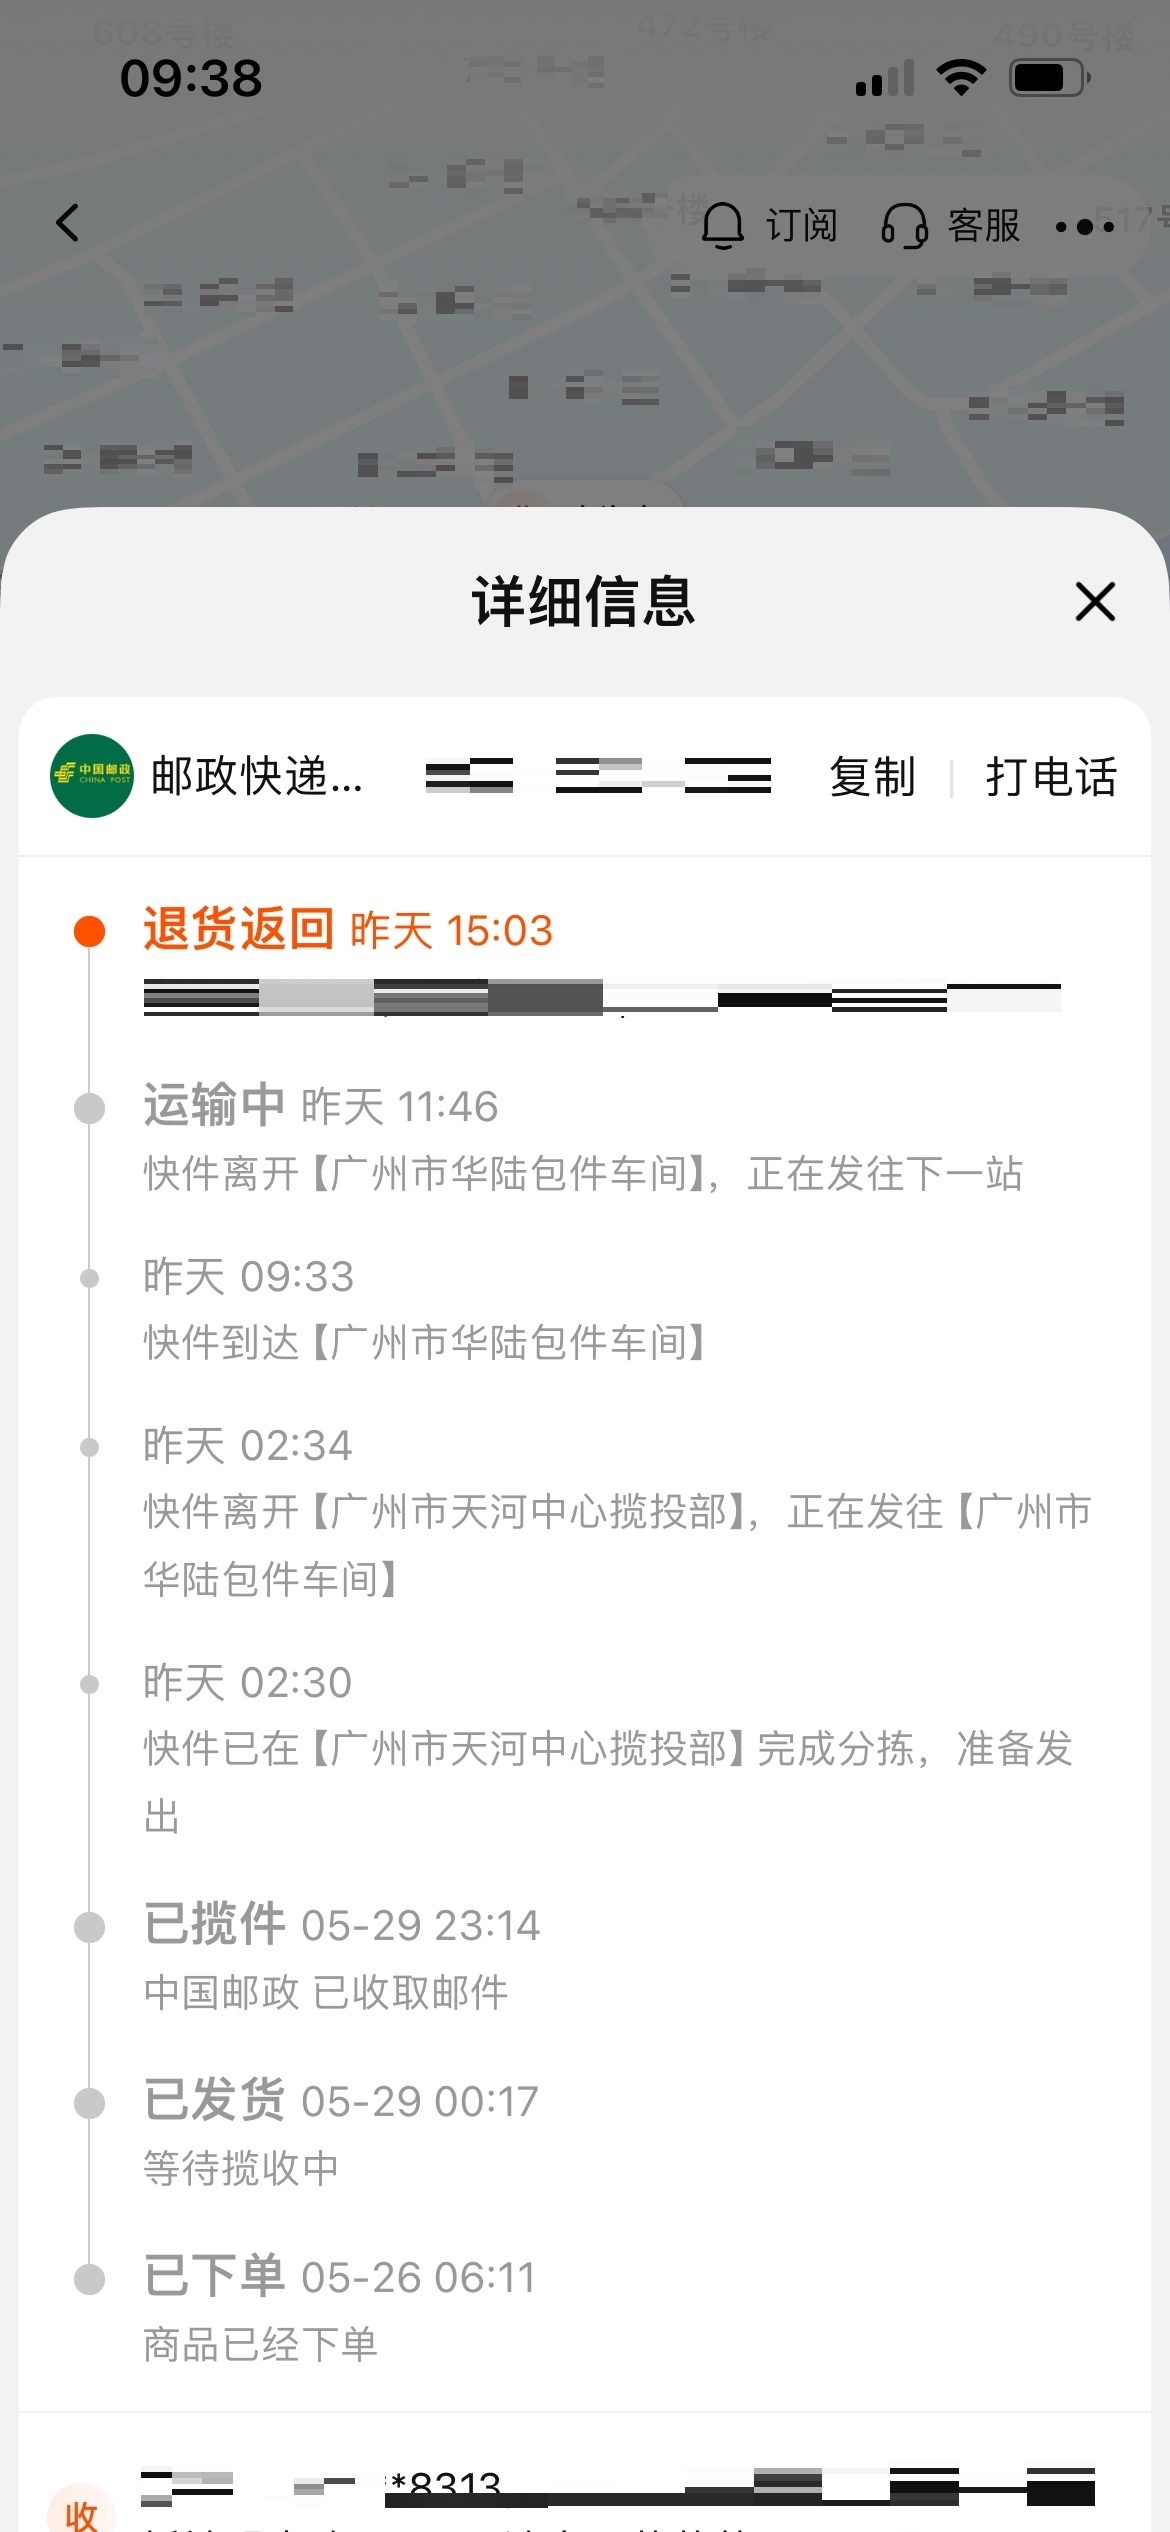 608号楼
472号楼
490号楼
09:38
楼
订阅
客服
517号
详细信息
中国邮政
CHINA POST
邮政快递...
复制
打电话
退货返回 昨天 15:03
运输中 昨天 11:46
快件离开【广州市华陆包件车间】，正在发往下一站
昨天 09:33
快件到达【广州市华陆包件车间】
昨天 02:34
快件离开【广州市天河中心揽投部】，正在发往【广州市
华陆包件车间】
昨天 02:30
快件已在【广州市天河中心揽投部】完成分拣，准备发
出
已揽件 05-29 23:14
中国邮政 已收取邮件
已发货 05-29 00:17
等待揽收中
已下单 05-26 06:11
商品已经下单
*8313
收